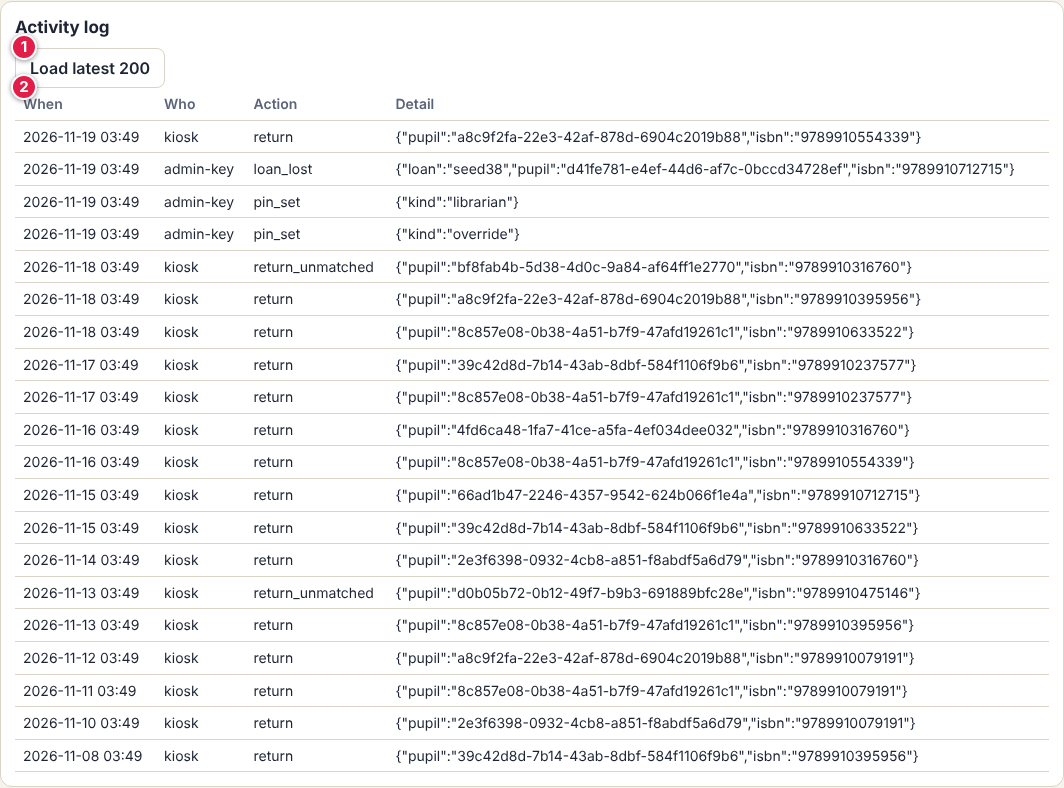 Activity log
1
Load latest 200
2
When Who Action Detail
2026-11-19 03:49 kiosk return {"pupil":"a8c9f2fa-22e3-42af-878d-6904c2019b88","isbn":"9789910554339"}
2026-11-19 03:49 admin-key loan_lost {"loan":"seed38","pupil":"d41fe781-e4ef-44d6-af7c-0bccd34728ef","isbn":"9789910712715"}
2026-11-19 03:49 admin-key pin_set {"kind":"librarian"}
2026-11-19 03:49 admin-key pin_set {"kind":"override"}
2026-11-18 03:49 kiosk return_unmatched {"pupil":"bf8fab4b-5d38-4d0c-9a84-af64ff1e2770","isbn":"9789910316760"}
2026-11-18 03:49 kiosk return {"pupil":"a8c9f2fa-22e3-42af-878d-6904c2019b88","isbn":"9789910395956"}
2026-11-18 03:49 kiosk return {"pupil":"8c857e08-0b38-4a51-b7f9-47afd19261c1","isbn":"9789910633522"}
2026-11-17 03:49 kiosk return {"pupil":"39c42d8d-7b14-43ab-8dbf-584f1106f9b6","isbn":"9789910237577"}
2026-11-17 03:49 kiosk return {"pupil":"8c857e08-0b38-4a51-b7f9-47afd19261c1","isbn":"9789910237577"}
2026-11-16 03:49 kiosk return {"pupil":"4fd6ca48-1fa7-41ce-a5fa-4ef034dee032","isbn":"9789910316760"}
2026-11-16 03:49 kiosk return {"pupil":"8c857e08-0b38-4a51-b7f9-47afd19261c1","isbn":"9789910554339"}
2026-11-15 03:49 kiosk return {"pupil":"66ad1b47-2246-4357-9542-624b066f1e4a","isbn":"9789910712715"}
2026-11-15 03:49 kiosk return {"pupil":"39c42d8d-7b14-43ab-8dbf-584f1106f9b6","isbn":"9789910633522"}
2026-11-14 03:49 kiosk return {"pupil":"2e3f6398-0932-4cb8-a851-f8abdf5a6d79","isbn":"9789910316760"}
2026-11-13 03:49 kiosk return_unmatched {"pupil":"d0b05b72-0b12-49f7-b9b3-691889bfc28e","isbn":"9789910475146"}
2026-11-13 03:49 kiosk return {"pupil":"8c857e08-0b38-4a51-b7f9-47afd19261c1","isbn":"9789910395956"}
2026-11-12 03:49 kiosk return {"pupil":"a8c9f2fa-22e3-42af-878d-6904c2019b88","isbn":"9789910079191"}
2026-11-11 03:49 kiosk return {"pupil":"8c857e08-0b38-4a51-b7f9-47afd19261c1","isbn":"9789910079191"}
2026-11-10 03:49 kiosk return {"pupil":"2e3f6398-0932-4cb8-a851-f8abdf5a6d79","isbn":"9789910079191"}
2026-11-08 03:49 kiosk return {"pupil":"39c42d8d-7b14-43ab-8dbf-584f1106f9b6","isbn":"9789910395956"}